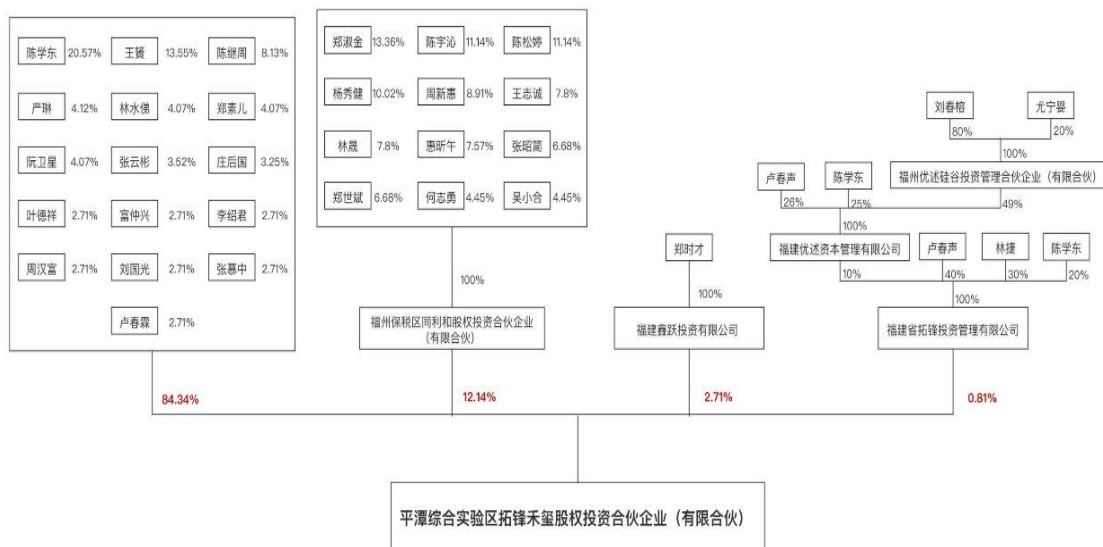 陈学东 20.57% 王赟 13.55% 陈继周 8.13%
严琳 4.12% 林水俤 4.07% 郑素儿 4.07%
阮卫星 4.07% 张云彬 3.52% 庄后国 3.25%
叶德祥 2.71% 富仲兴 2.71% 李绍君 2.71%
周汉富 2.71% 刘国光 2.71% 张慕中 2.71%
卢春霖 2.71%
84.34%
郑淑金 13.36% 陈宇沁 11.14% 陈松婷 11.14%
杨秀健 10.02% 周新惠 8.91% 王志诚 7.8%
林晟 7.8% 惠昕午 7.57% 张昭简 6.68%
郑世斌 6.68% 何志勇 4.45% 吴小合 4.45%
100%
福州保税区同利和股权投资合伙企业
(有限合伙)
12.14%
郑时才
100%
福建鑫跃投资有限公司
2.71%
刘春榕 尤宁婴
80% 20%
100%
福州优述硅谷投资管理合伙企业（有限合伙）
卢春声 陈学东
26% 25% 49%
100%
福建优述资本管理有限公司 卢春声 林捷 陈学东
10% 40% 30% 20%
100%
福建省拓锋投资管理有限公司
0.81%
平潭综合实验区拓锋禾玺股权投资合伙企业（有限合伙）